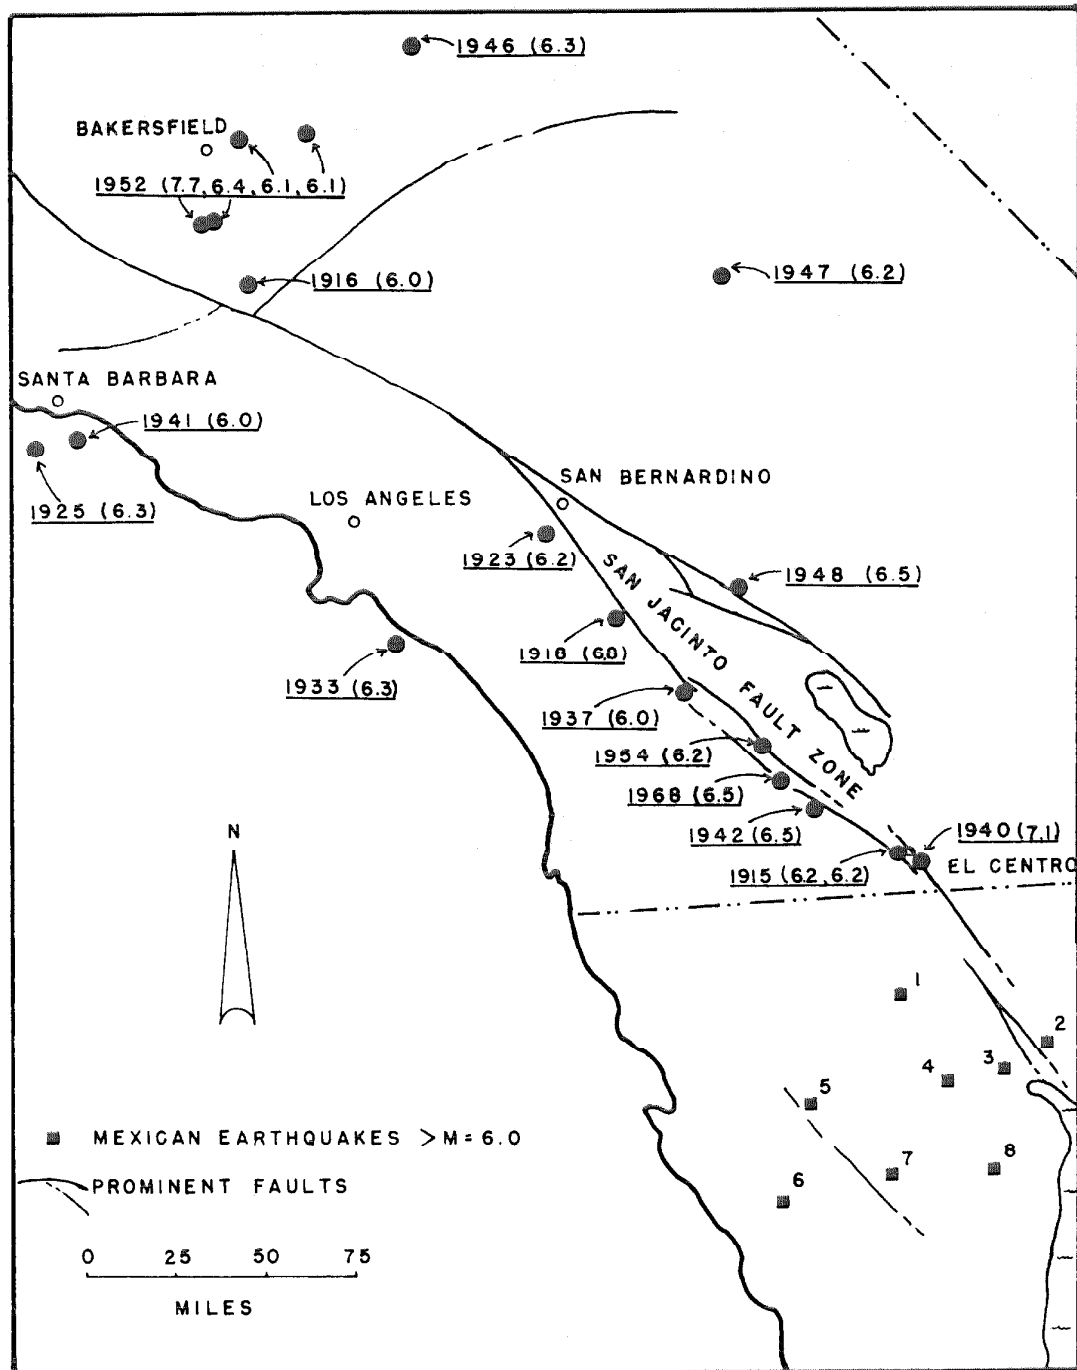 1946 (6.3)
BAKERSFIELD
1952 (7.7, 6.4, 6.1, 6.1)
1916 (6.0)
1947 (6.2)
SANTA BARBARA
1941 (6.0)
1925 (6.3)
LOS ANGELES
SAN BERNARDINO
1923 (6.2)
SAN JACINTO FAULT ZONE
1948 (6.5)
1918 (6.8)
1933 (6.3)
1937 (6.0)
1954 (6.2)
1968 (6.5)
1942 (6.5)
1940 (7.1)
1915 (6.2, 6.2)
EL CENTRO
N
1
2
3
4
5
6
7
8
MEXICAN EARTHQUAKES > M = 6.0
PROMINENT FAULTS
0 25 50 75
MILES